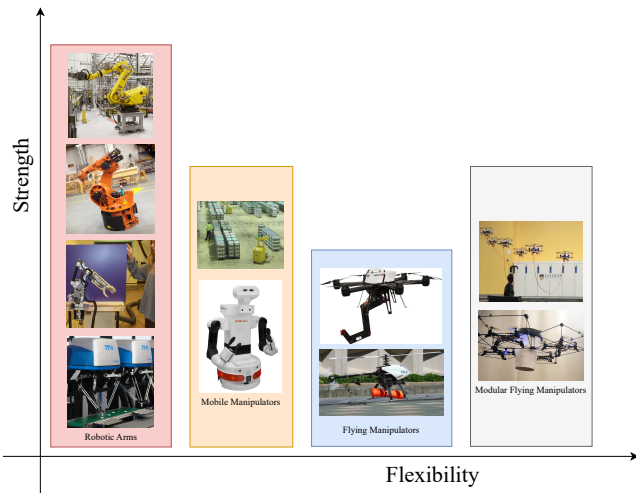 Strength
Robotic Arms
Mobile Manipulators
Flying Manipulators
Modular Flying Manipulators
Flexibility